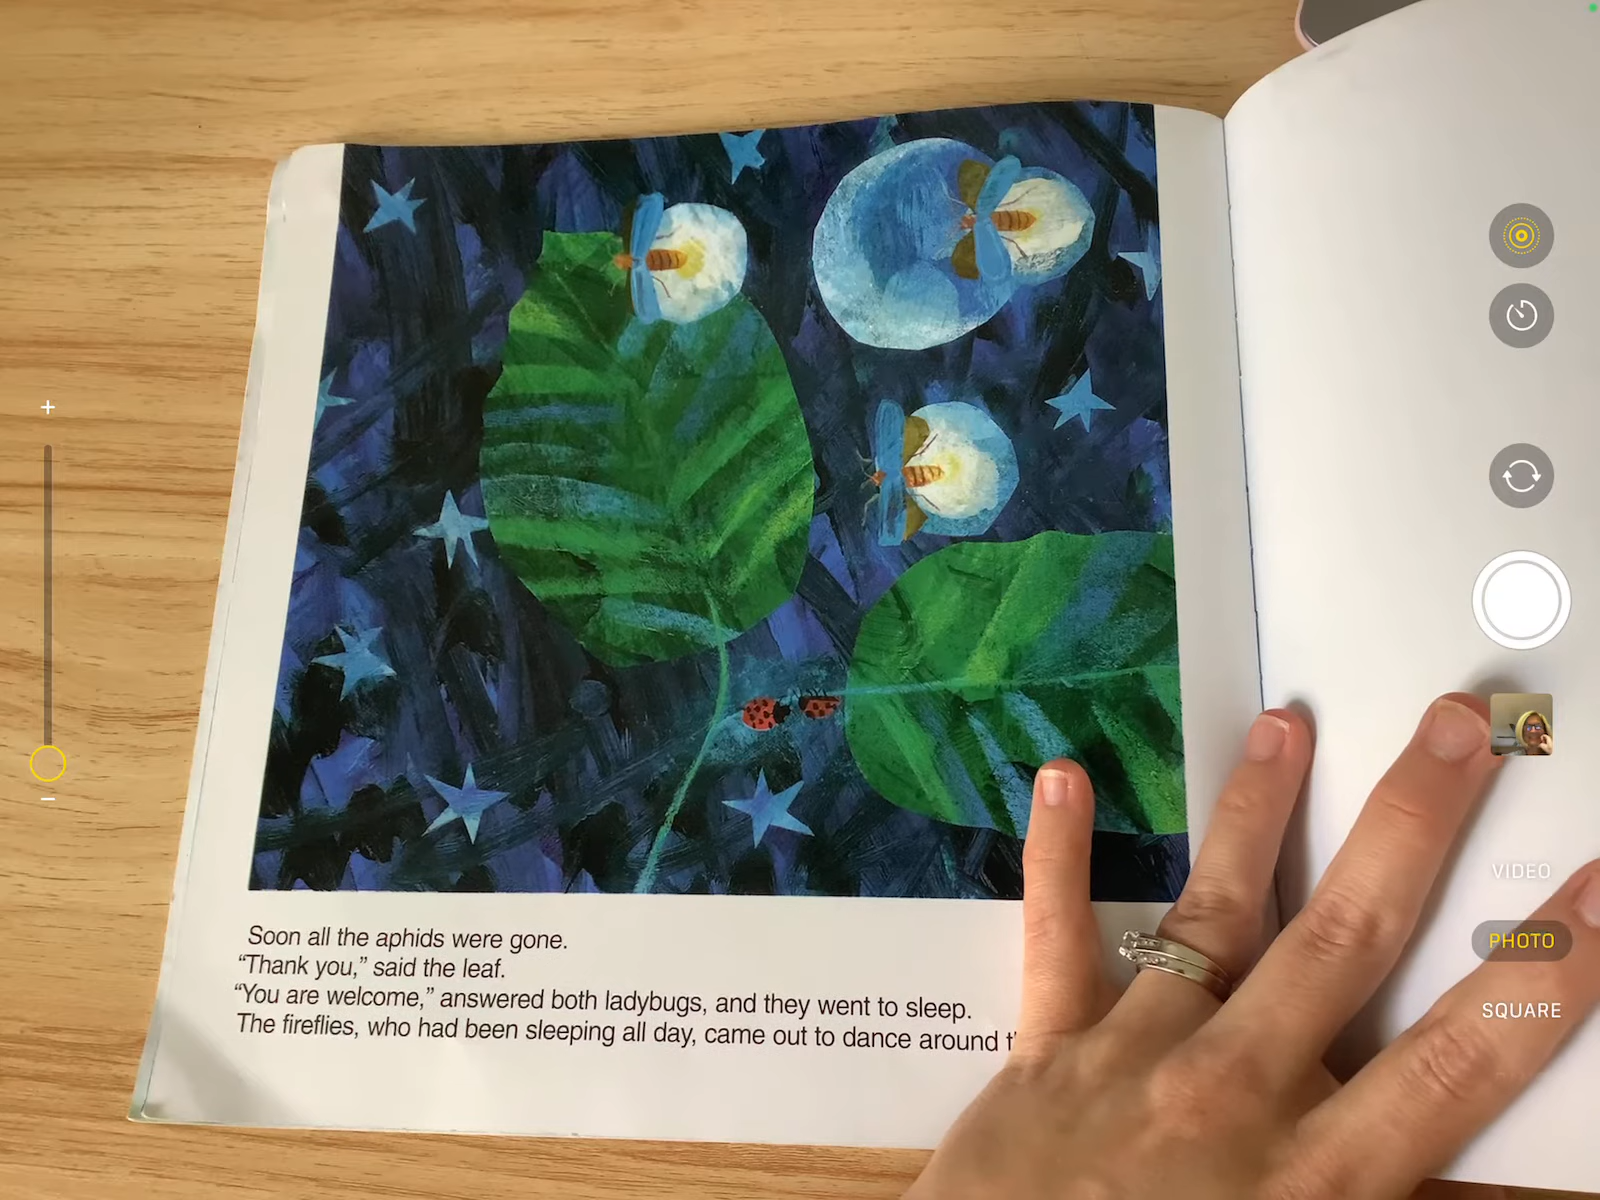 Soon all the aphids were gone.
“Thank you,” said the leaf.
“You are welcome,” answered both ladybugs, and they went to sleep.
The fireflies, who had been sleeping all day, came out to dance around
VIDEO
PHOTO
SQUARE